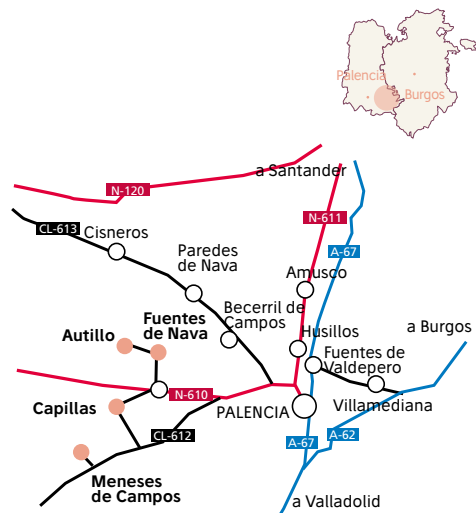 Palencia
Burgos
a Santander
N-120
N-611
CL-613
Cisneros
A-67
Paredes
de Nava
Amusco
Becerril de
Campos
Fuentes
de Nava
Autillo
Husillos
a Burgos
Fuentes de
Valdepero
N-610
Capillas
PALENCIA
Villamediana
CL-612
A-67
A-62
Meneses
de Campos
a Valladolid